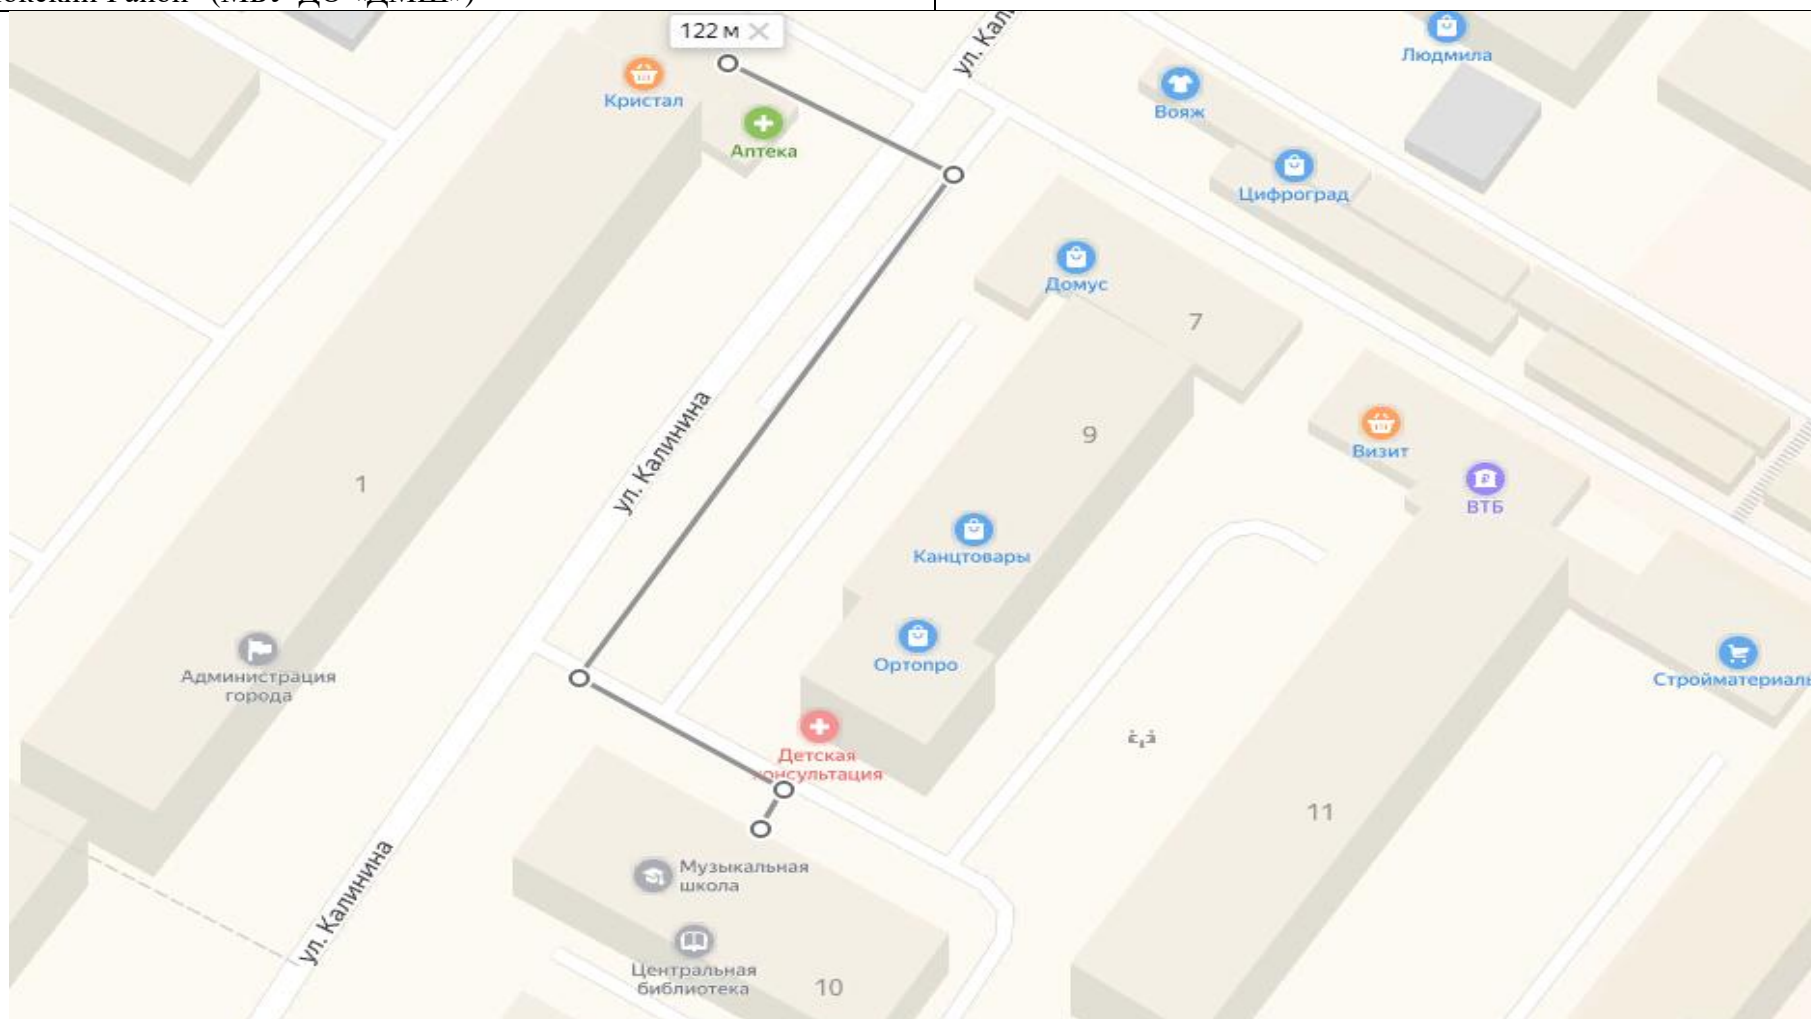 122 м
ул. Кал
Людмила
Кристал
Вояж
Аптека
Цифроград
Домус
7
ул. Калинина
9
Визит
1
ВТБ
Канцтовары
Ортопро
Администрация
города
Стройматериалы
Детская
консультация
11
Музыкальная
школа
ул. Калинина
Центральная
библиотека
10